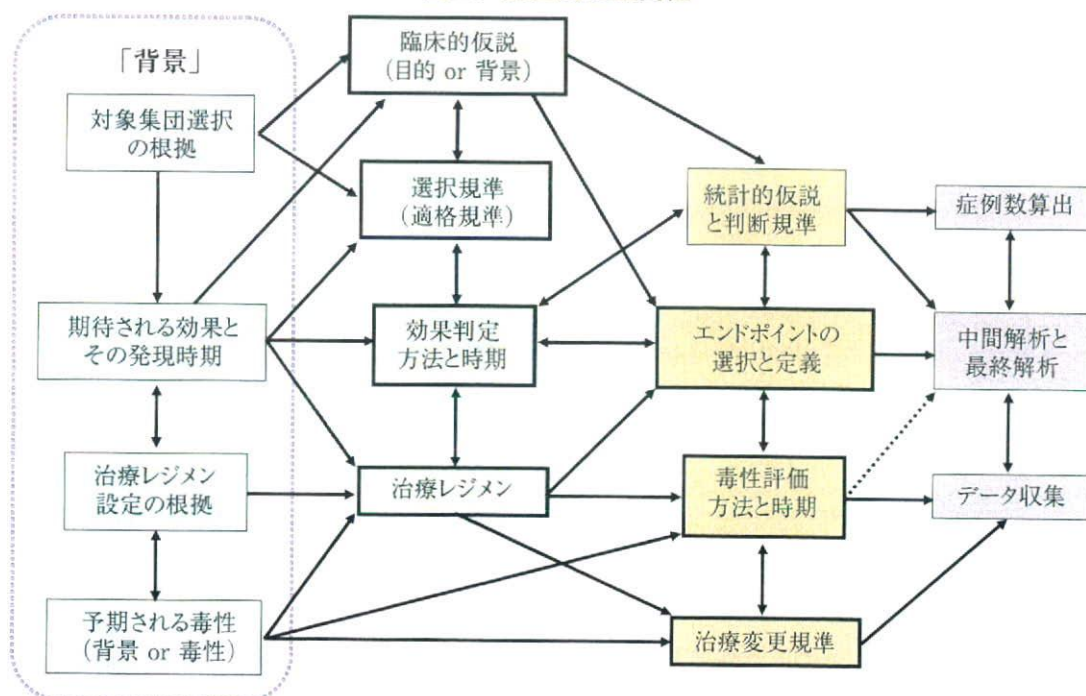 「背景」
対象集団選択
の根拠
期待される効果と
その発現時期
治療レジメン
設定の根拠
予期される毒性
(背景 or 毒性)
臨床的仮説
(目的 or 背景)
選択規準
(適格規準)
効果判定
方法と時期
治療レジメン
統計的仮説
と判断規準
エンドポイントの
選択と定義
毒性評価
方法と時期
治療変更規準
症例数算出
中間解析と
最終解析
データ収集